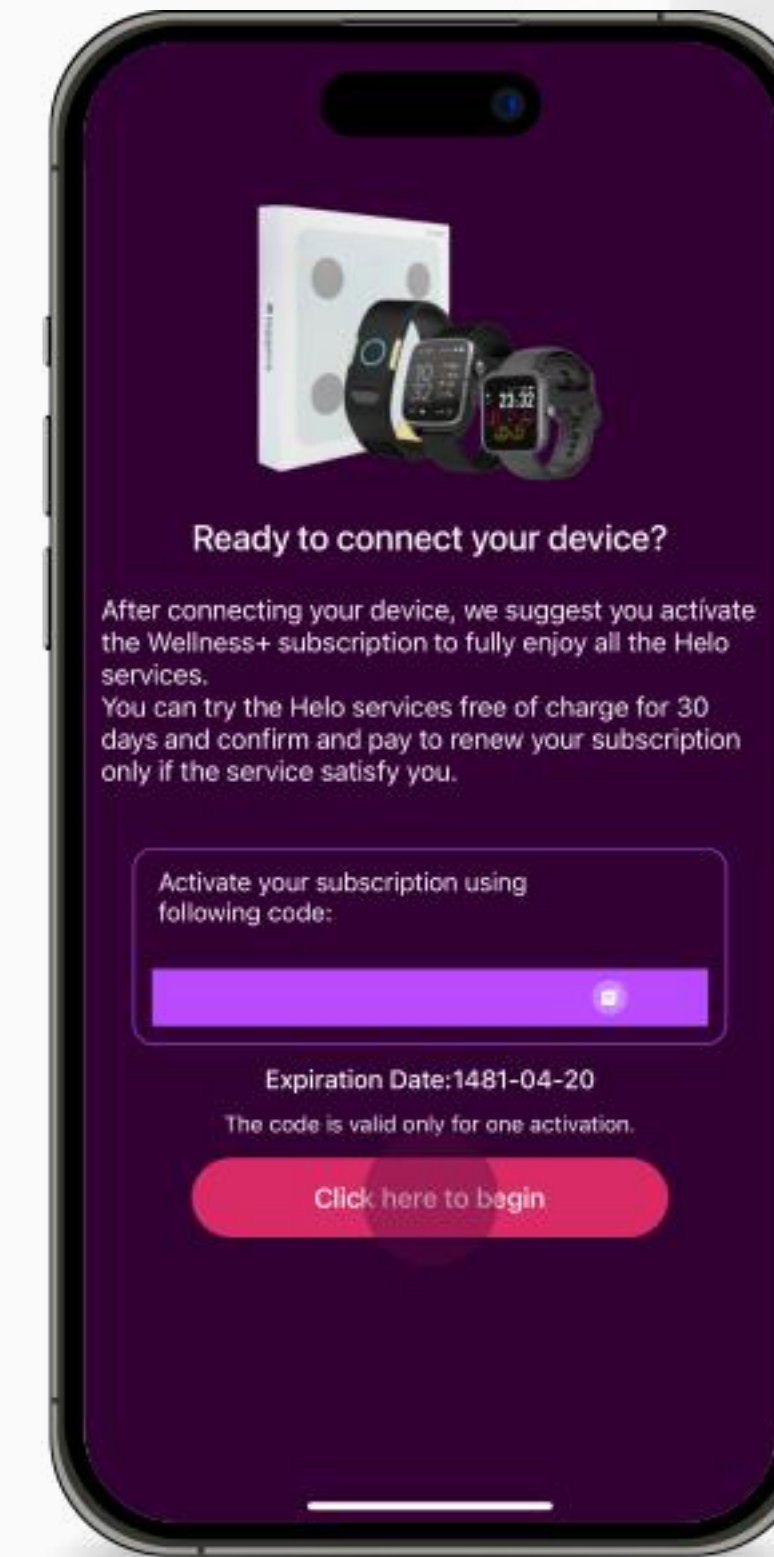 23:32
Ready to connect your device?
After connecting your device, we suggest you activate
the Wellness+ subscription to fully enjoy all the Helo
services.
You can try the Helo services free of charge for 30
days and confirm and pay to renew your subscription
only if the service satisfy you.
Activate your subscription using
following code:
Expiration Date:1481-04-20
The code is valid only for one activation.
Click here to begin